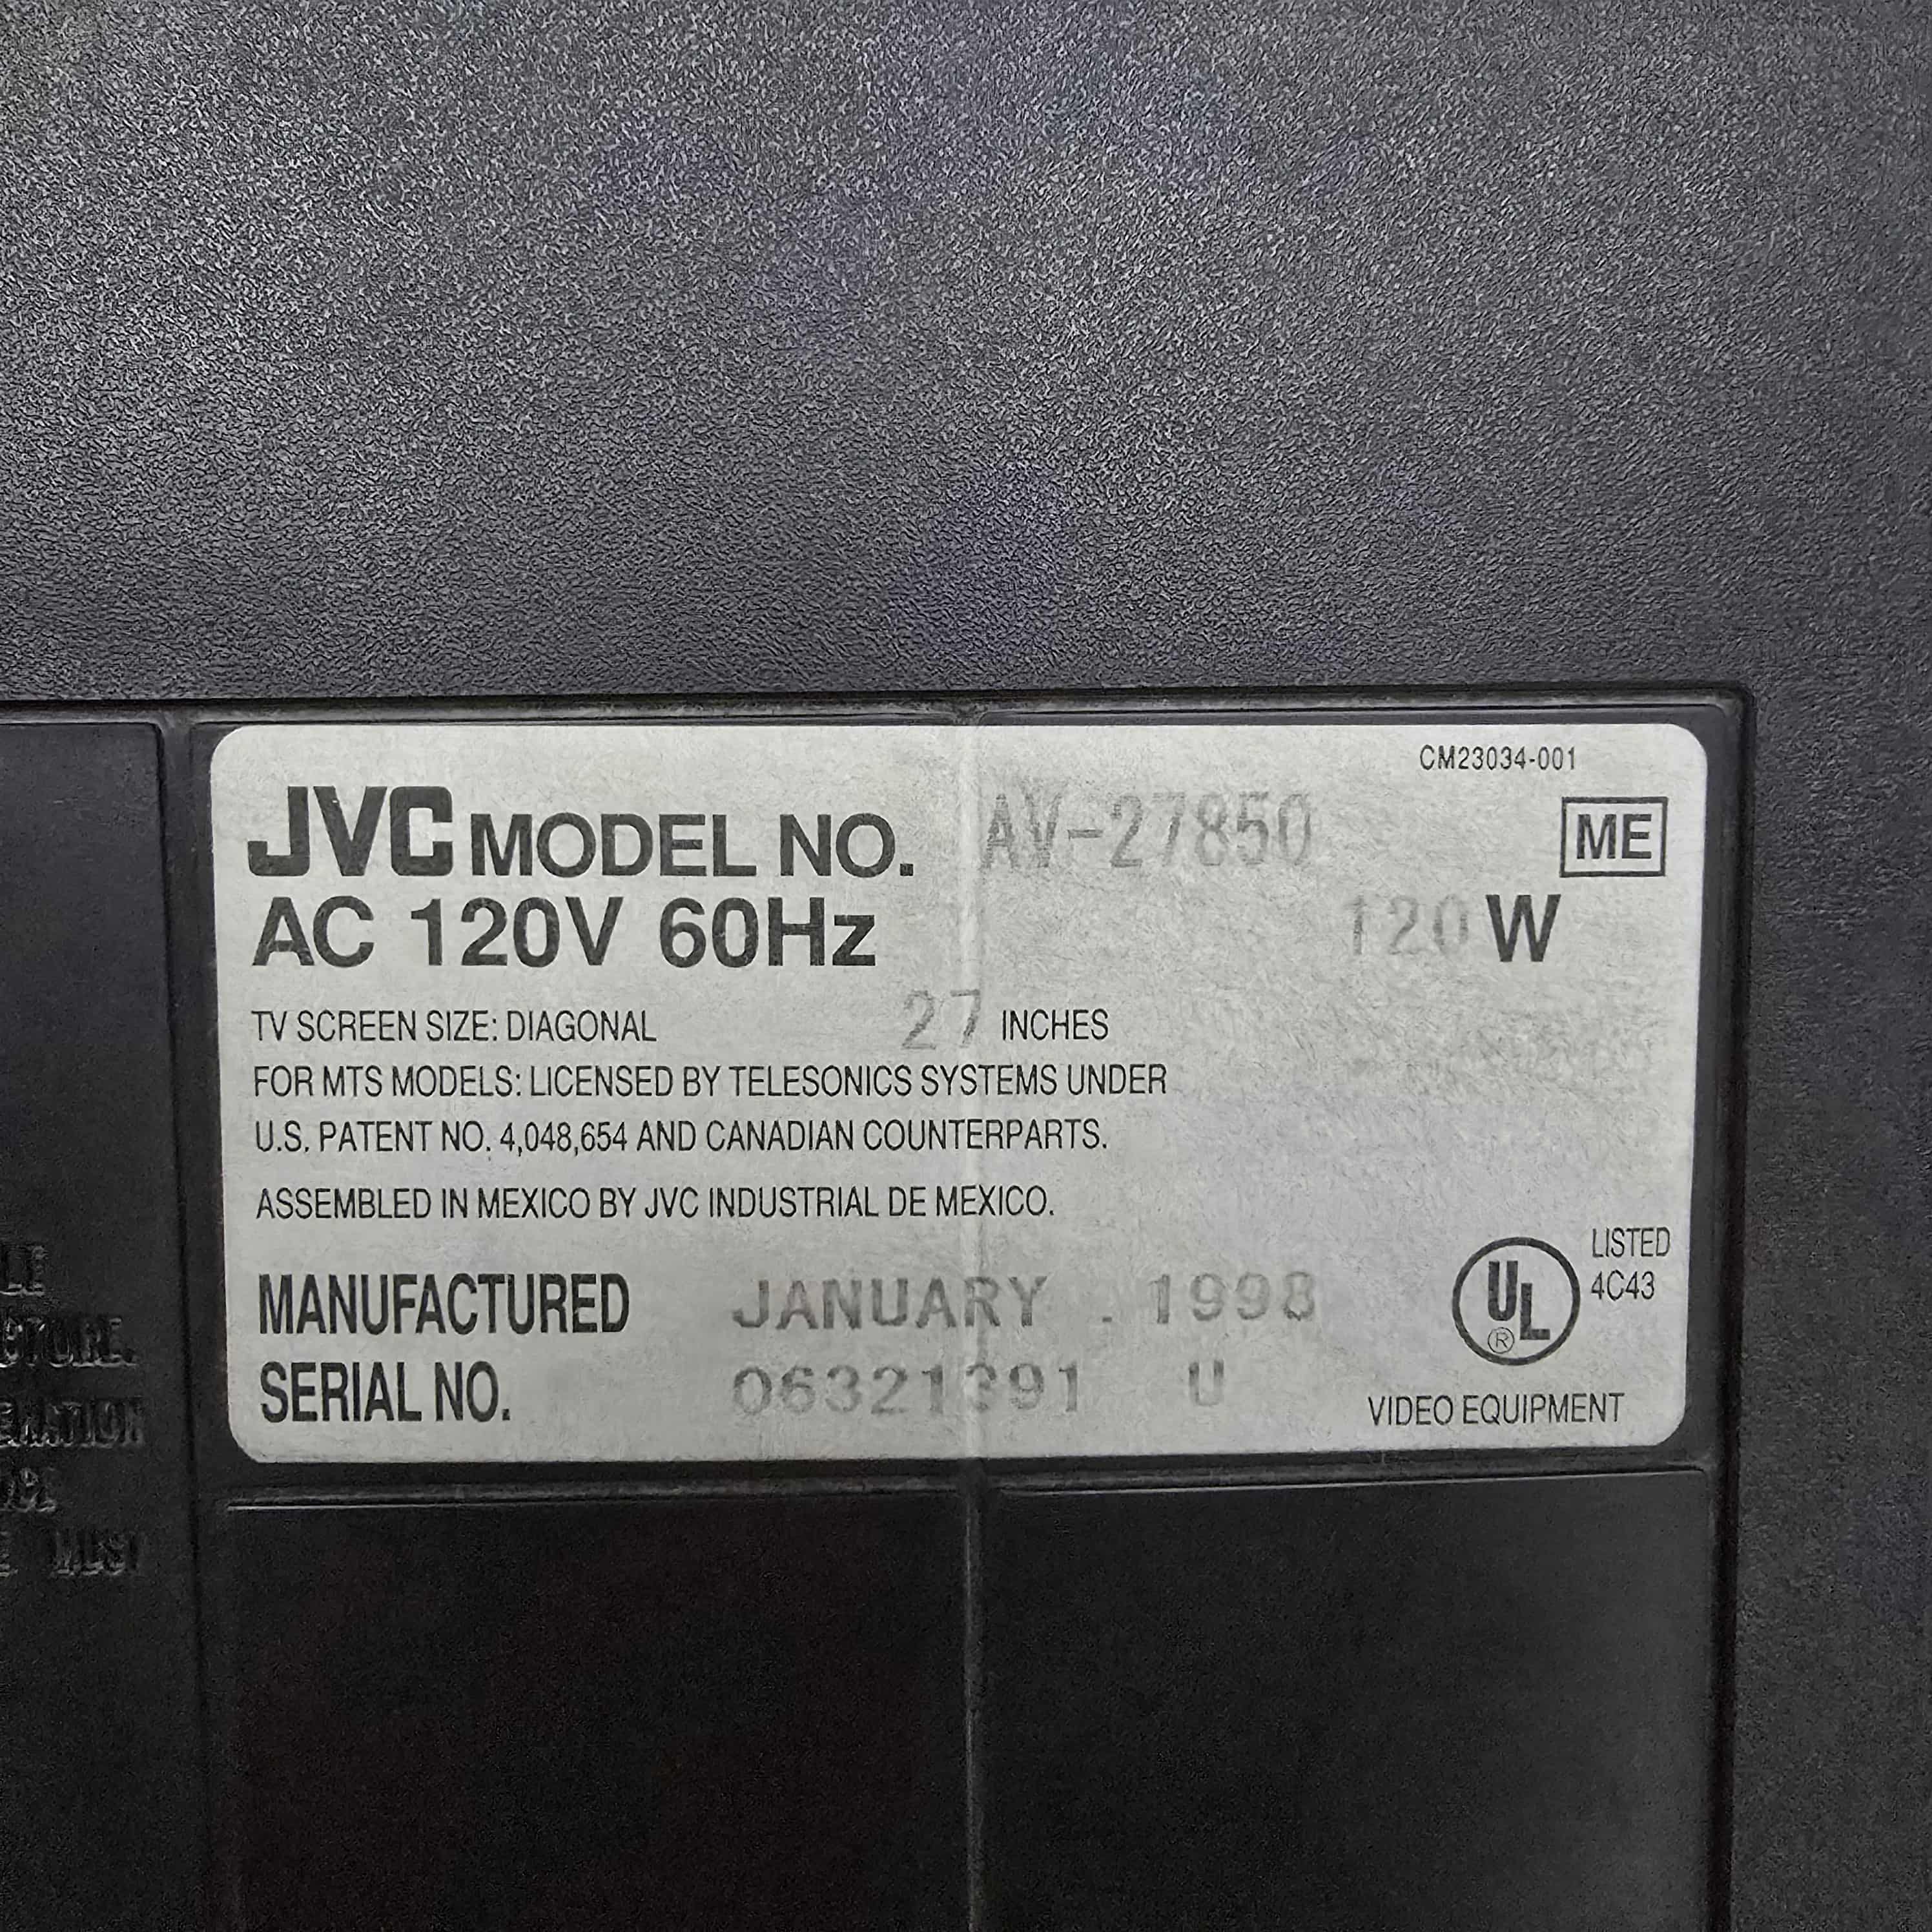 CM23034-001
JVC MODEL NO. AV-27850 ME
AC 120V 60Hz 120 W
TV SCREEN SIZE: DIAGONAL 27 INCHES
FOR MTS MODELS: LICENSED BY TELESONICS SYSTEMS UNDER
U.S. PATENT NO. 4,048,654 AND CANADIAN COUNTERPARTS.
ASSEMBLED IN MEXICO BY JVC INDUSTRIAL DE MEXICO.
MANUFACTURED JANUARY . 1998
SERIAL NO. 06321391 U
UL ®
LISTED
4C43
VIDEO EQUIPMENT
MUST